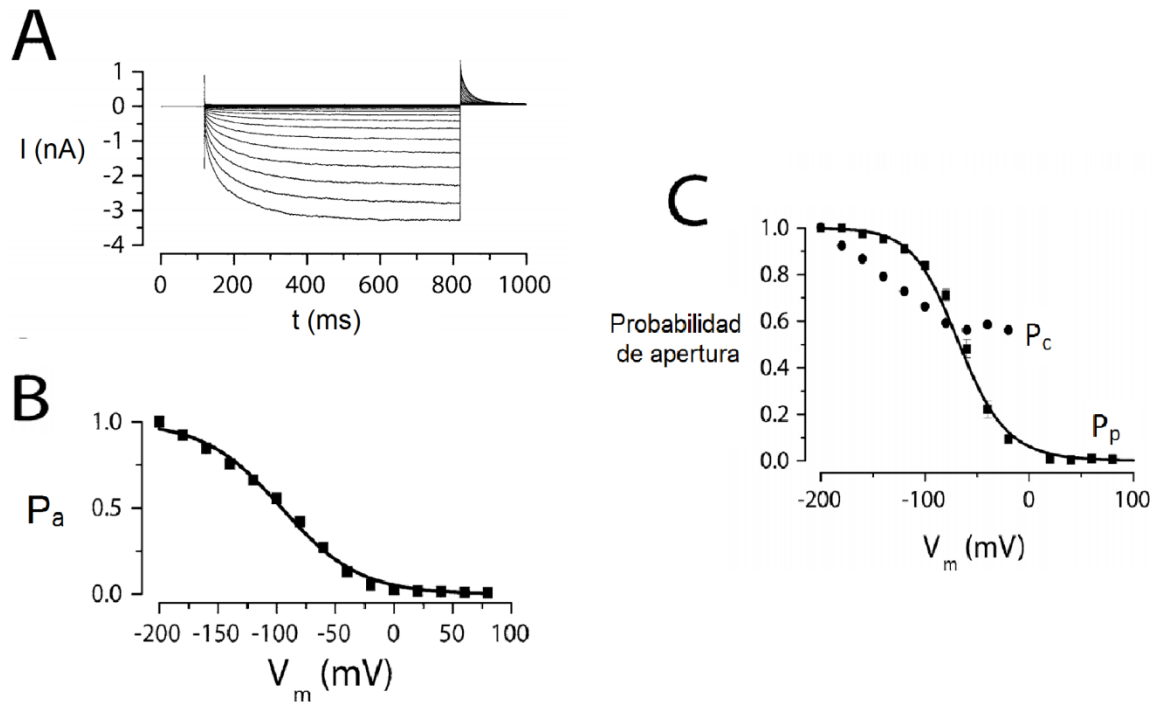 A
1
0
-1
-2
-3
-4
I (nA)
0 200 400 600 800 1000
t (ms)
B
1.0
0.5
0.0
Pa
-200 -150 -100 -50 0 50 100
Vm (mV)
C
1.0
0.8
0.6
0.4
0.2
0.0
Probabilidad
de apertura
Pc
Pp
-200 -100 0 100
Vm (mV)